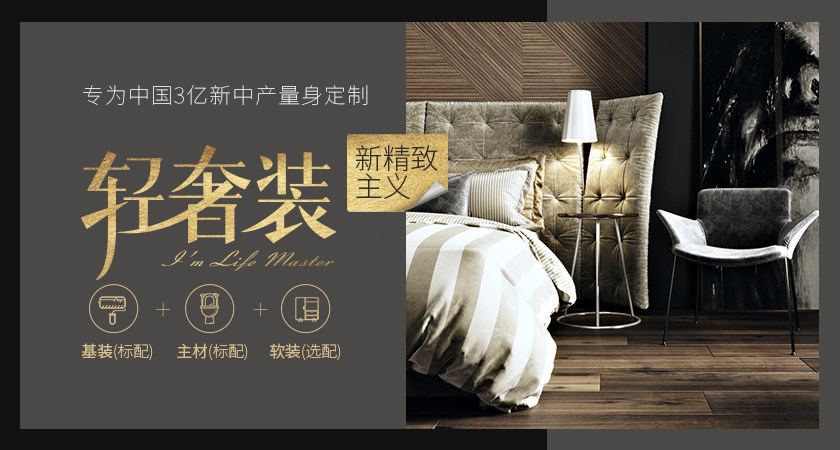 专为中国3亿新中产量身定制
轻奢装
新精致
主义
I'm Life Master
基装(标配)
主材(标配)
软装(选配)